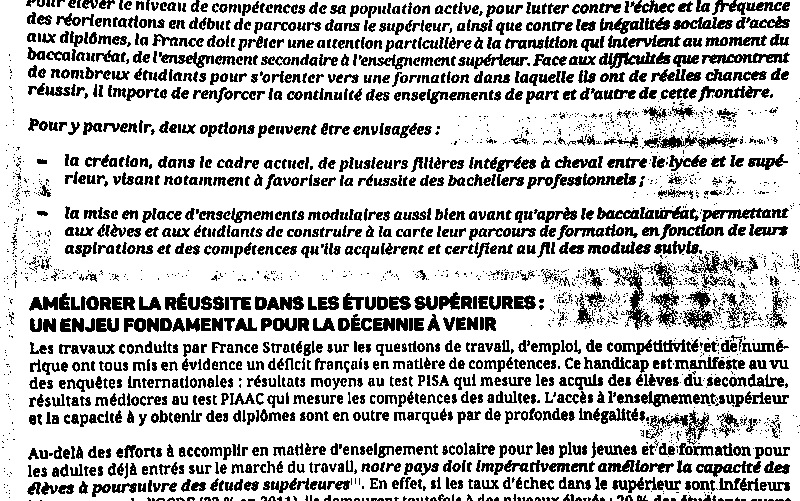 Pour élever le niveau de compétences de sa population active, pour lutter contre l'échec et la fréquence
des réorientations en début de parcours dans le supérieur, ainsi que contre les inégalités sociales d'accès
aux diplômes, la France doit prêter une attention particulière à la transition qui intervient au moment du
baccalauréat, de l'enseignement secondaire à l'enseignement supérieur. Face aux difficultés que rencontrent
de nombreux étudiants pour s'orienter vers une formation dans laquelle ils ont de réelles chances de
réussir, il importe de renforcer la continuité des enseignements de part et d'autre de cette frontière.
Pour y parvenir, deux options peuvent être envisagées :
– la création, dans le cadre actuel, de plusieurs filières intégrées à cheval entre le lycée et le supé-
rieur, visant notamment à favoriser la réussite des bacheliers professionnels ;
– la mise en place d'enseignements modulaires aussi bien avant qu'après le baccalauréat, permettant
aux élèves et aux étudiants de construire à la carte leur parcours de formation, en fonction de leurs
aspirations et des compétences qu'ils acquièrent et certifient au fil des modules suivis.
AMÉLIORER LA RÉUSSITE DANS LES ÉTUDES SUPÉRIEURES :
UN ENJEU FONDAMENTAL POUR LA DÉCENNIE À VENIR
Les travaux conduits par France Stratégie sur les questions de travail, d'emploi, de compétitivité et de numé-
rique ont tous mis en évidence un déficit français en matière de compétences. Ce handicap est manifeste au vu
des enquêtes internationales : résultats moyens au test PISA qui mesure les acquis des élèves du secondaire,
résultats médiocres au test PIAAC qui mesure les compétences des adultes. L'accès à l'enseignement supérieur
et la capacité à y obtenir des diplômes sont en outre marqués par de profondes inégalités.
Au-delà des efforts à accomplir en matière d'enseignement scolaire pour les plus jeunes et de formation pour
les adultes déjà entrés sur le marché du travail, notre pays doit impérativement améliorer la capacité des
élèves à poursuivre des études supérieures(1). En effet, si les taux d'échec dans le supérieur sont inférieurs